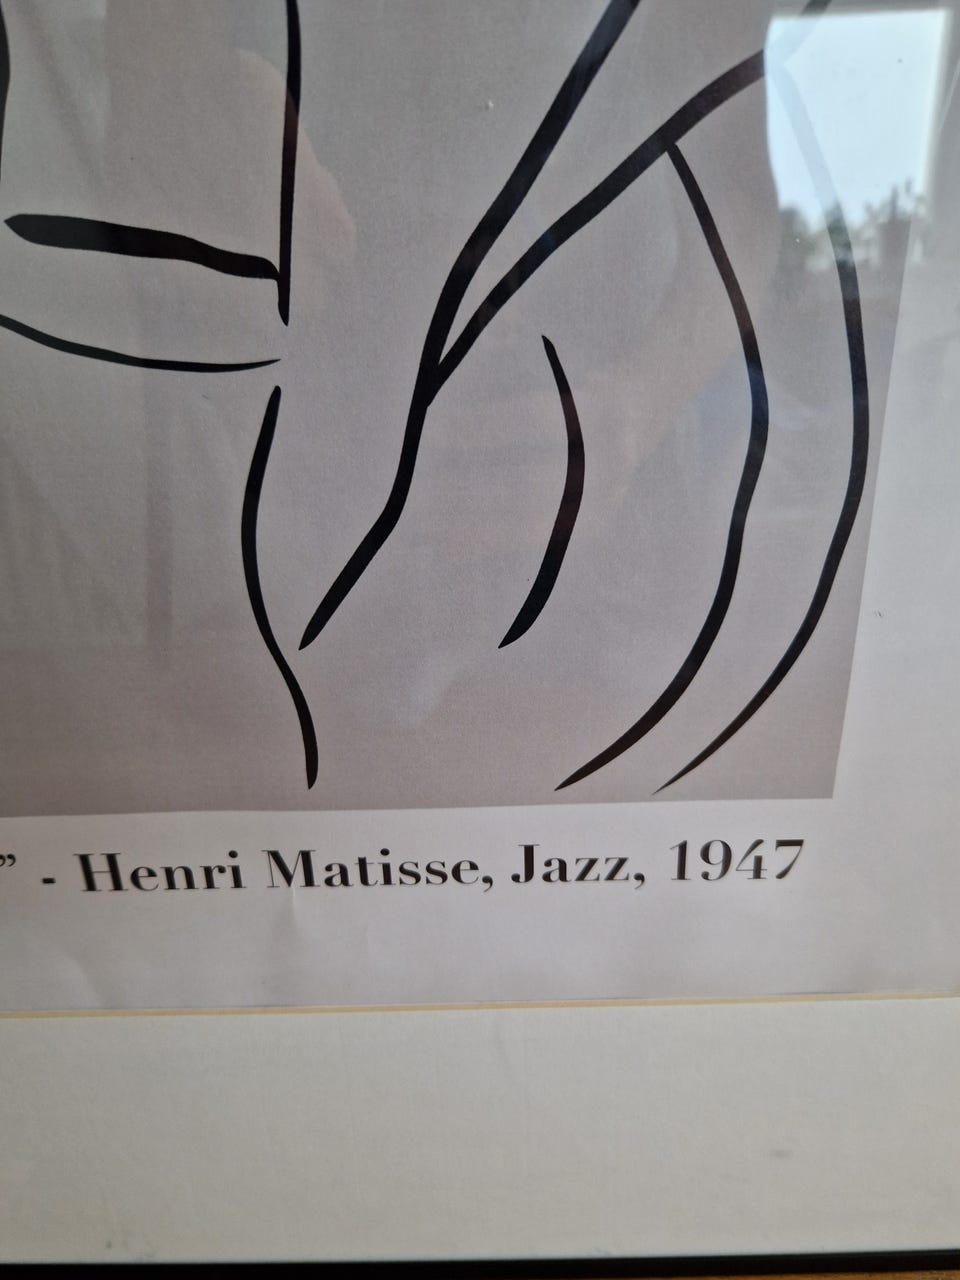 ” - Henri Matisse, Jazz, 1947